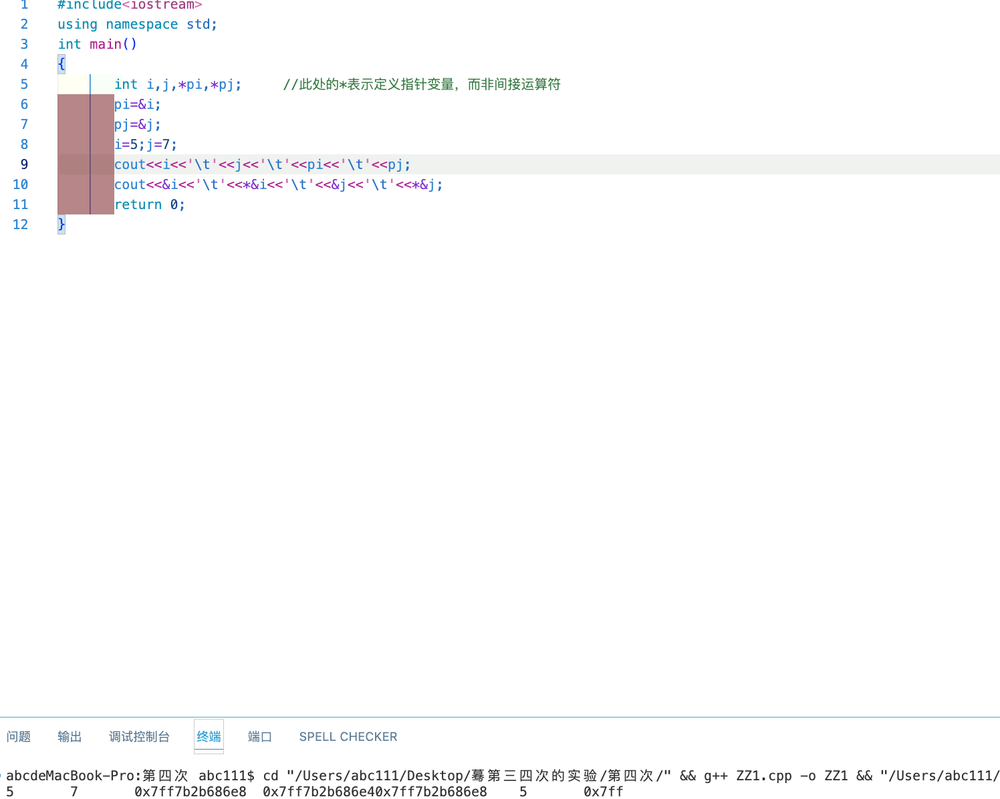 1 #include<iostream>
2 using namespace std;
3 int main()
4 {
5 int i,j,*pi,*pj; //此处的*表示定义指针变量，而非间接运算符
6 pi=&i;
7 pj=&j;
8 i=5;j=7;
9 cout<<i<<'\t'<<j<<'\t'<<pi<<'\t'<<pj;
10 cout<<&i<<'\t'<<*&i<<'\t'<<&j<<'\t'<<*&j;
11 return 0;
12 }
问题 输出 调试控制台 终端 端口 SPELL CHECKER
abcdeMacBook-Pro:第四次 abc111$ cd "/Users/abc111/Desktop/蓦第三四次的实验/第四次/" && g++ ZZ1.cpp -o ZZ1 && "/Users/abc111/
5 7 0x7ff7b2b686e8 0x7ff7b2b686e40x7ff7b2b686e8 5 0x7ff